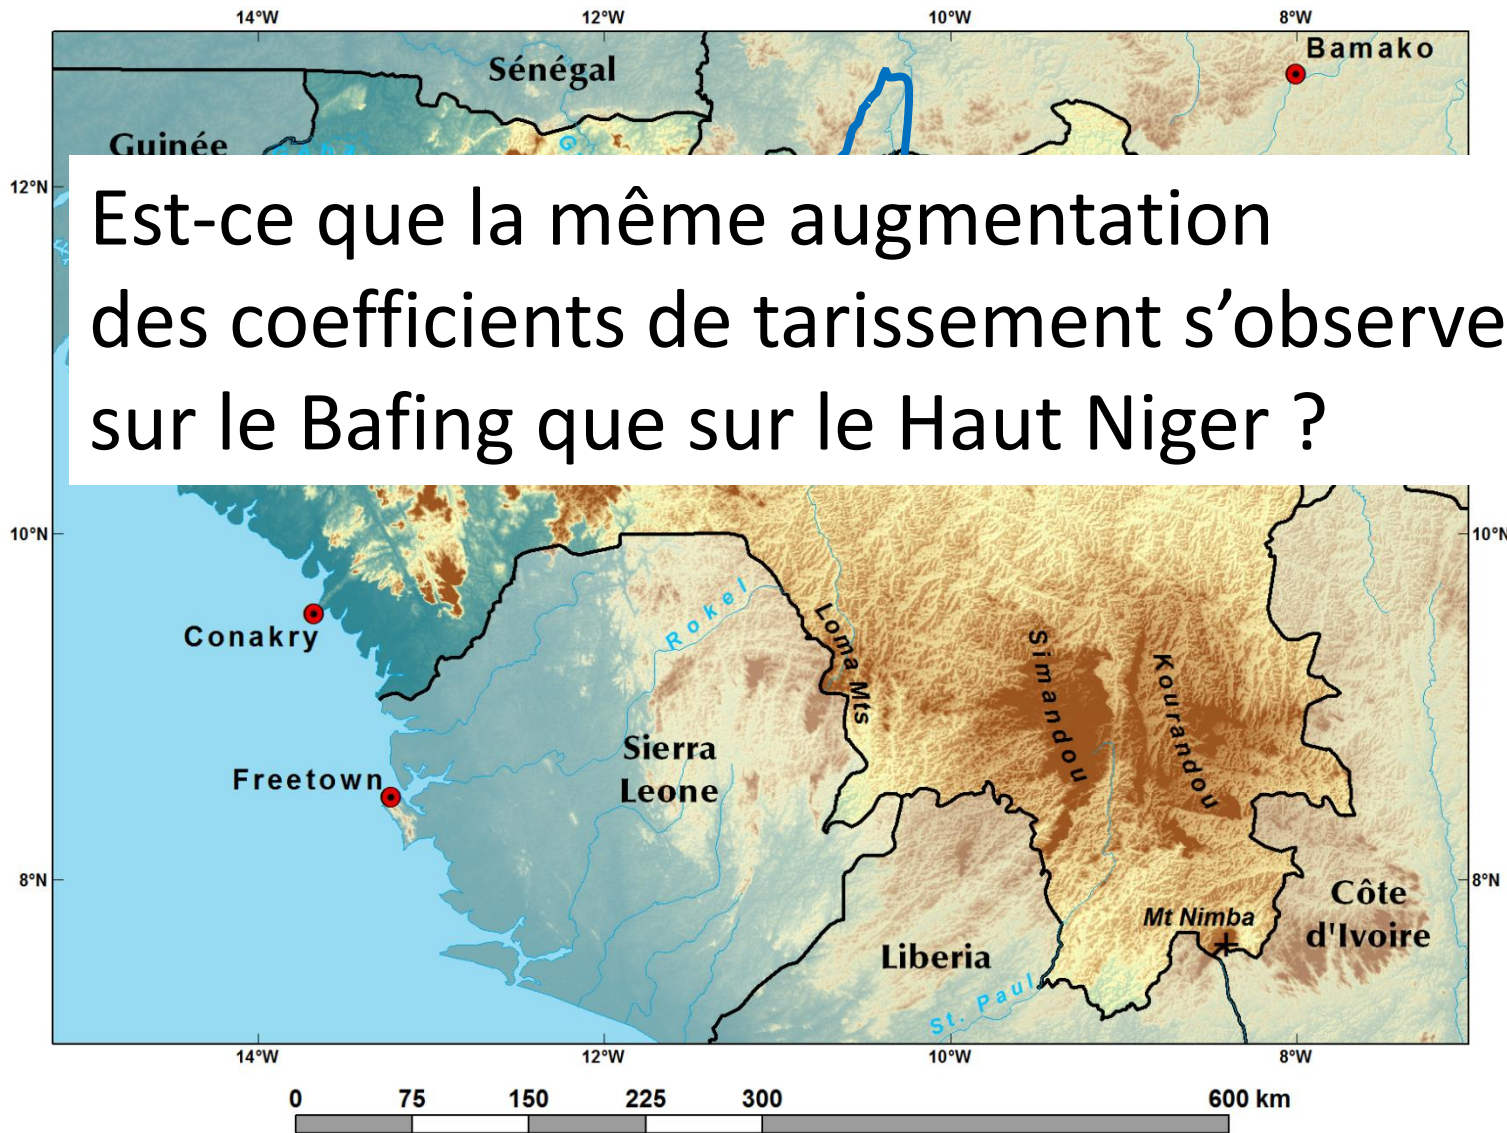 14°W 12°W 10°W 8°W
Bamako
Sénégal
Guinée
12°N
Est-ce que la même augmentation
des coefficients de tarissement s’observe
sur le Bafing que sur le Haut Niger ?
10°N 10°N
Rokel
Loma Mts
Simandou
Kourandou
Conakry
Sierra
Leone
Freetown
8°N 8°N
Côte
d'Ivoire
Mt Nimba
Liberia
St. Paul
14°W 12°W 10°W 8°W
0 75 150 225 300 600 km